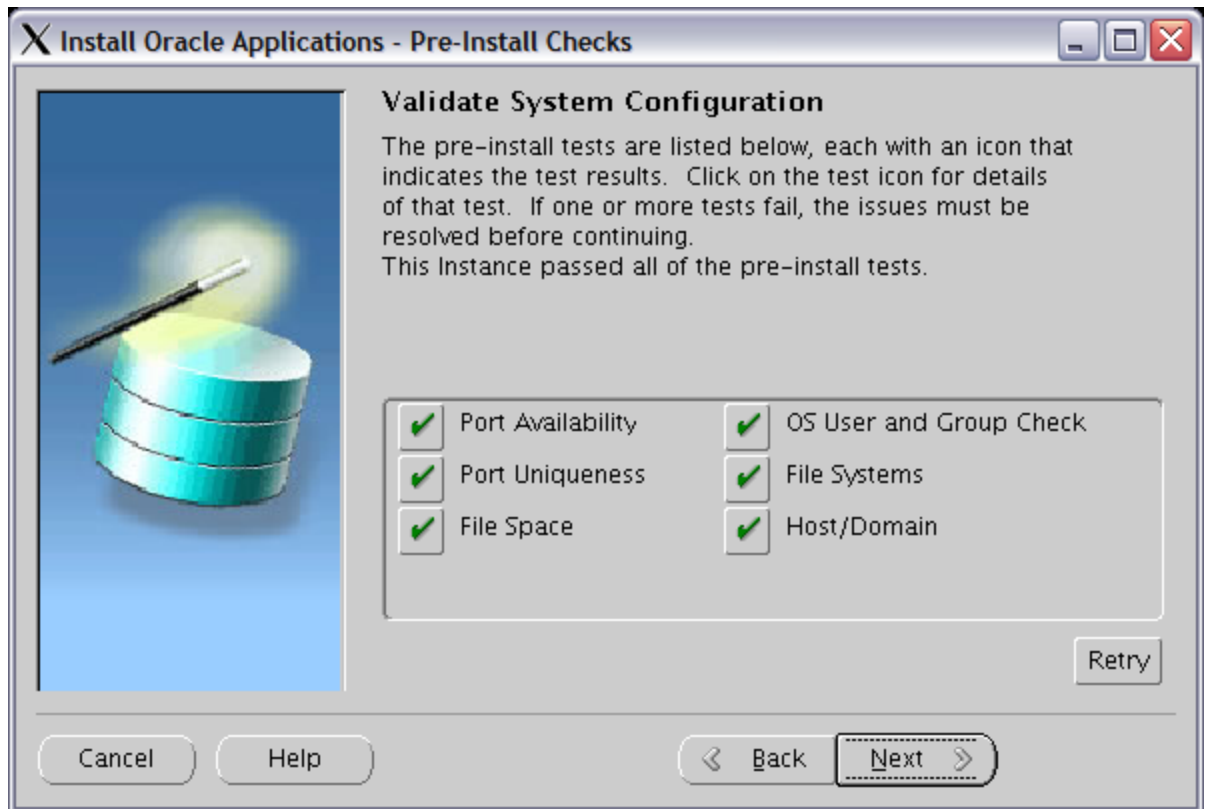 Install Oracle Applications - Pre-Install Checks
Validate System Configuration
The pre-install tests are listed below, each with an icon that
indicates the test results.  Click on the test icon for details
of that test.  If one or more tests fail, the issues must be
resolved before continuing.
This Instance passed all of the pre-install tests.
Port Availability
OS User and Group Check
Port Uniqueness
File Systems
File Space
Host/Domain
Retry
Cancel
Help
Back
Next